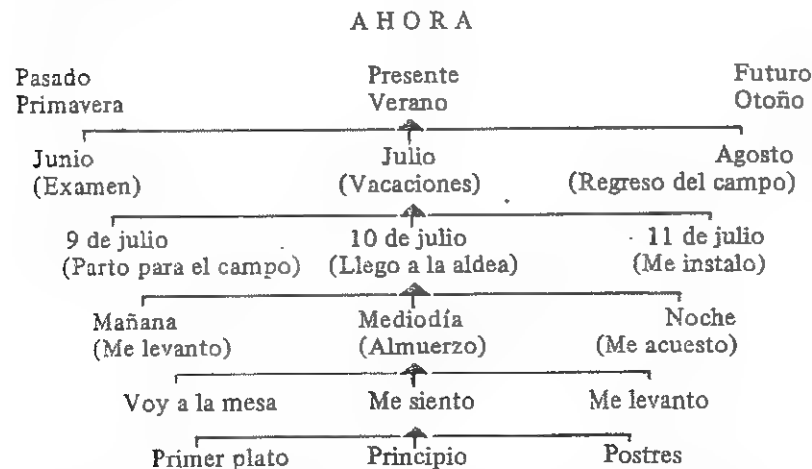 AHORA
Pasado Presente Futuro
Primavera Verano Otoño
Junio Julio Agosto
(Examen) (Vacaciones) (Regreso del campo)
9 de julio 10 de julio 11 de julio
(Parto para el campo) (Llego a la aldea) (Me instalo)
Mañana Mediodía Noche
(Me levanto) (Almuerzo) (Me acuesto)
Voy a la mesa Me siento Me levanto
Primer plato Principio Postres